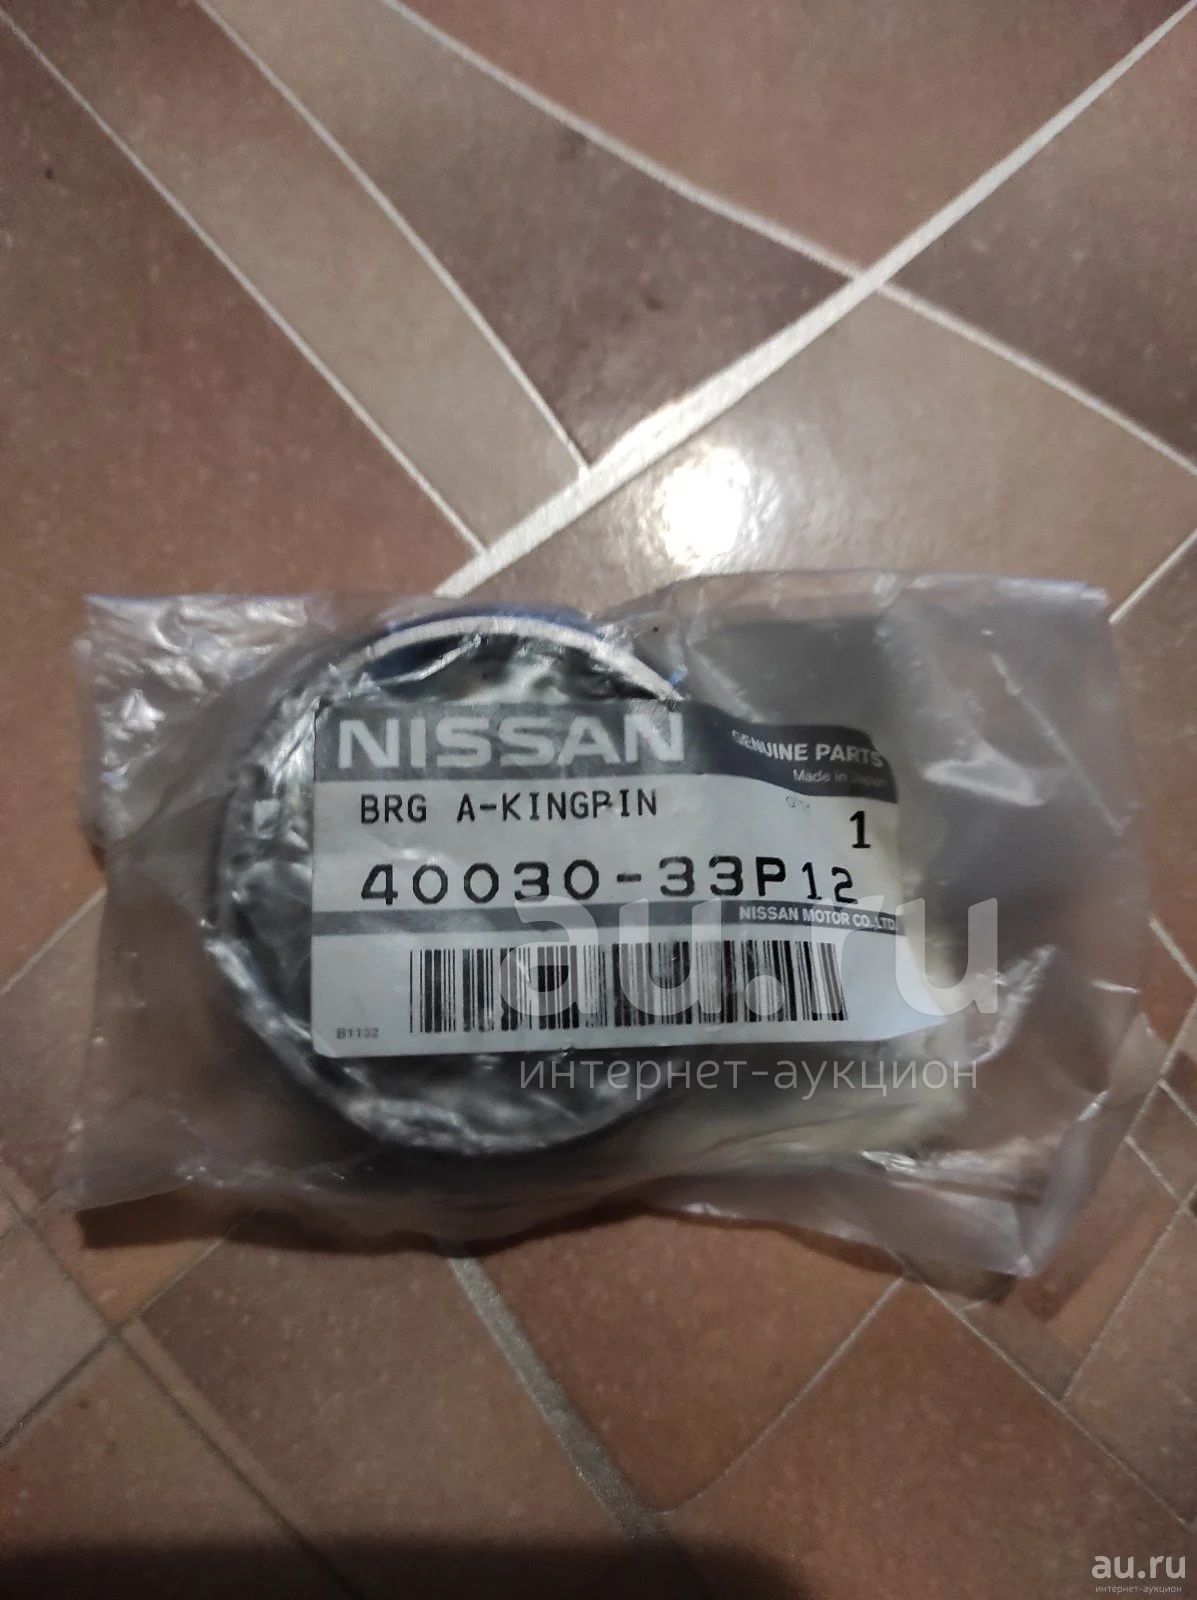 NISSAN
GENUINE PARTS
Made in Japan
BRG A-KINGPIN
1
40030-33P12
NISSAN MOTOR CO.,LTD.
B1132
au.ru
интернет-аукцион
au.ru
интернет-аукцион